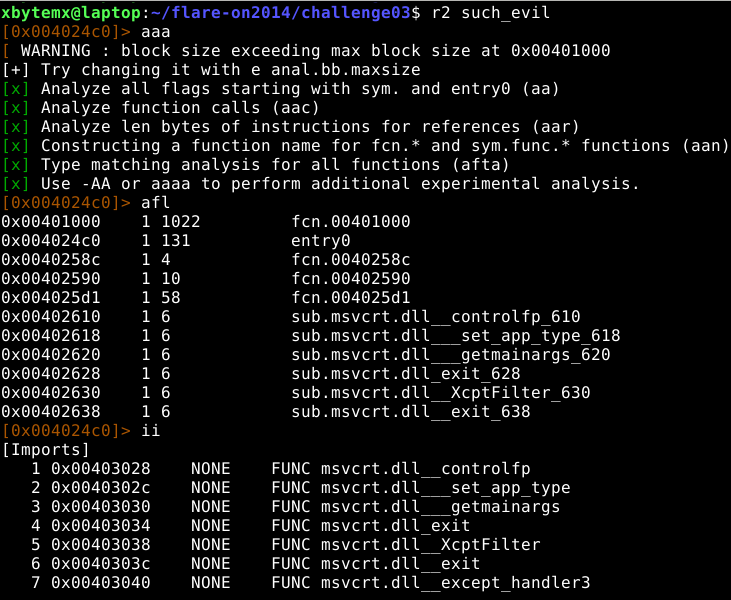 xbytemx@laptop:~/flare-on2014/challenge03$ r2 such_evil
[0x004024c0]> aaa
[ WARNING : block size exceeding max block size at 0x00401000
[+] Try changing it with e anal.bb.maxsize
[x] Analyze all flags starting with sym. and entry0 (aa)
[x] Analyze function calls (aac)
[x] Analyze len bytes of instructions for references (aar)
[x] Constructing a function name for fcn.* and sym.func.* functions (aan)
[x] Type matching analysis for all functions (afta)
[x] Use -AA or aaaa to perform additional experimental analysis.
[0x004024c0]> afl
0x00401000    1 1022         fcn.00401000
0x004024c0    1 131          entry0
0x0040258c    1 4            fcn.0040258c
0x00402590    1 10           fcn.00402590
0x004025d1    1 58           fcn.004025d1
0x00402610    1 6            sub.msvcrt.dll__controlfp_610
0x00402618    1 6            sub.msvcrt.dll___set_app_type_618
0x00402620    1 6            sub.msvcrt.dll___getmainargs_620
0x00402628    1 6            sub.msvcrt.dll_exit_628
0x00402630    1 6            sub.msvcrt.dll__XcptFilter_630
0x00402638    1 6            sub.msvcrt.dll__exit_638
[0x004024c0]> ii
[Imports]
   1 0x00403028    NONE    FUNC msvcrt.dll__controlfp
   2 0x0040302c    NONE    FUNC msvcrt.dll___set_app_type
   3 0x00403030    NONE    FUNC msvcrt.dll___getmainargs
   4 0x00403034    NONE    FUNC msvcrt.dll_exit
   5 0x00403038    NONE    FUNC msvcrt.dll__XcptFilter
   6 0x0040303c    NONE    FUNC msvcrt.dll__exit
   7 0x00403040    NONE    FUNC msvcrt.dll__except_handler3